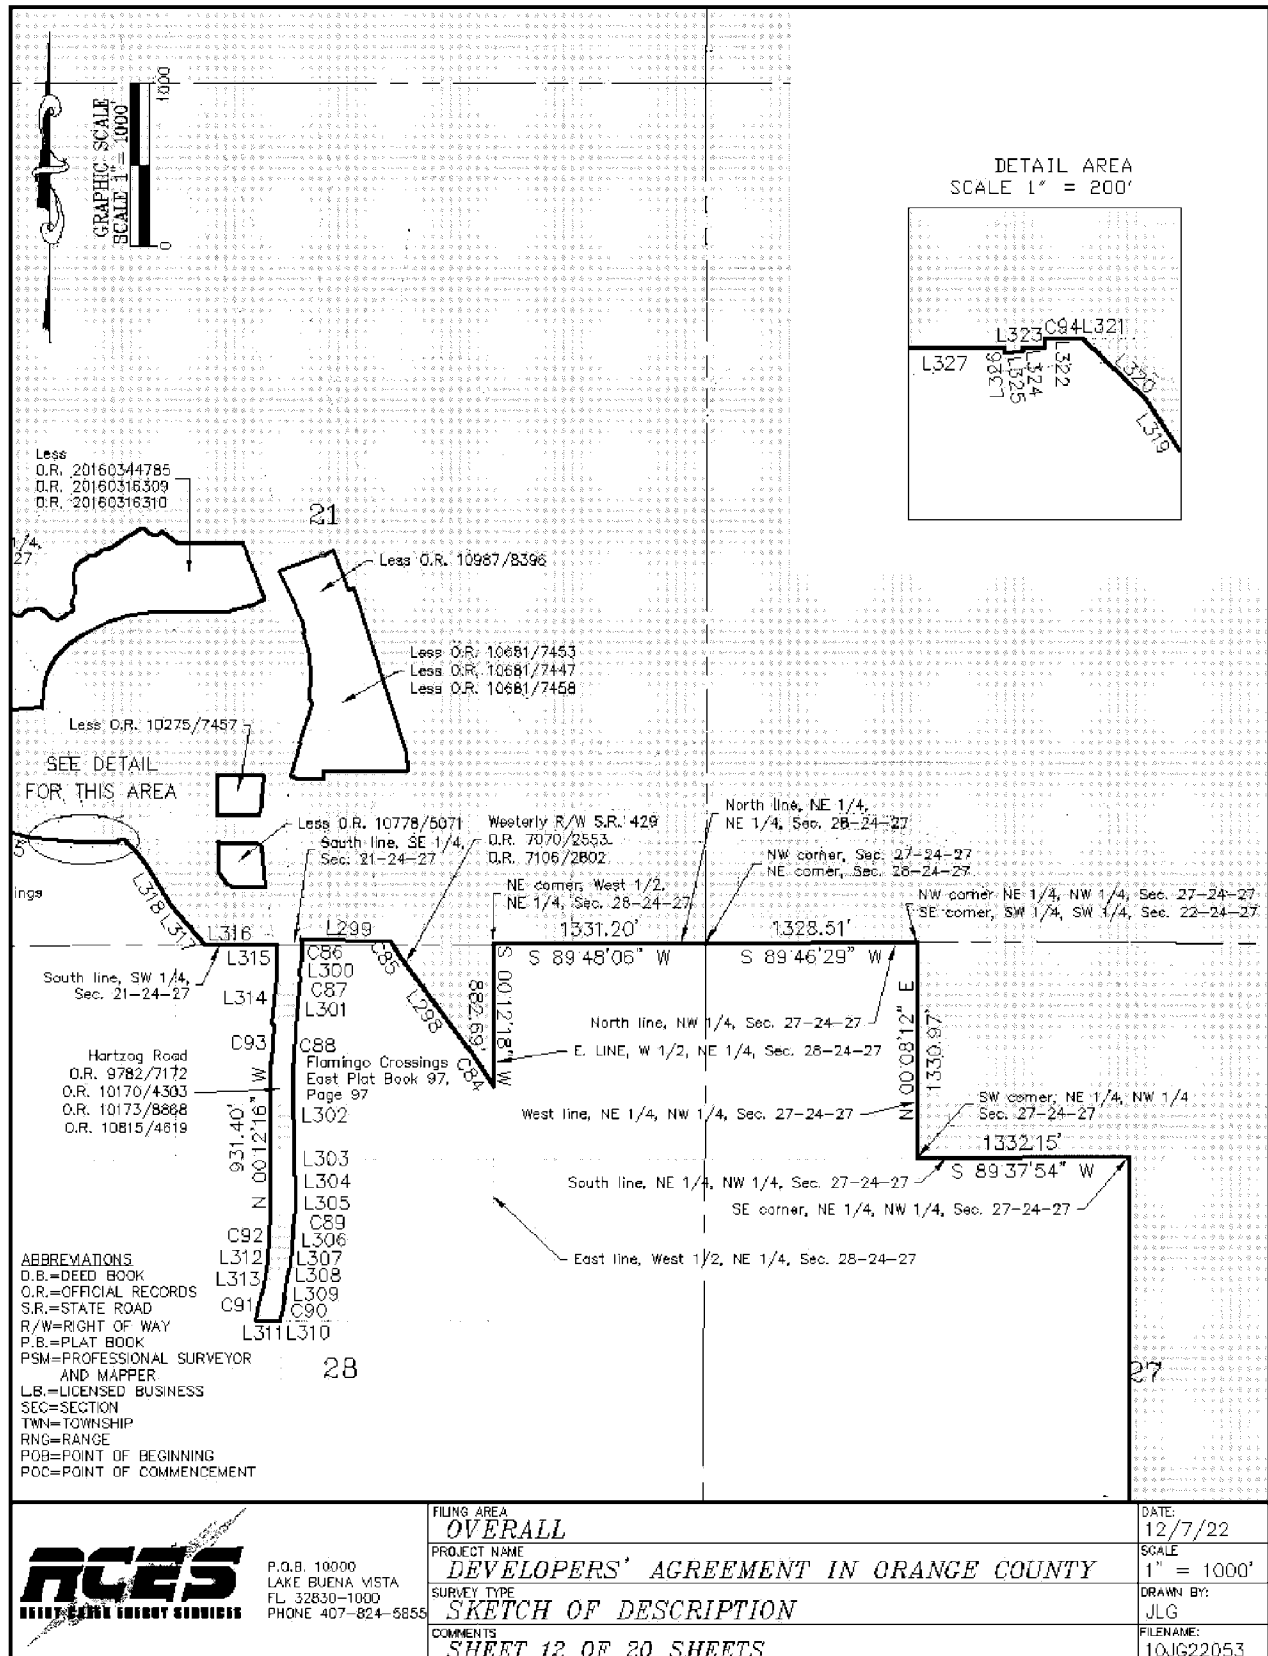 GRAPHIC SCALE
SCALE 1" = 1000'
0
1000
DETAIL AREA
SCALE 1" = 200'
L323
C94
L321
L327
L326
L325
L324
L322
L320
L319
Less
O.R. 20160344785
O.R. 20160316309
O.R. 20160316310
21
1/4,
27
Less O.R. 10987/8396
Less O.R. 10681/7453
Less O.R. 10681/7447
Less O.R. 10681/7458
Less O.R. 10275/7457
SEE DETAIL
FOR THIS AREA
Less O.R. 10778/5071
South line, SE 1/4,
Sec. 21-24-27
Westerly R/W S.R. 429
O.R. 7070/2553
O.R. 7106/2802
North line, NE 1/4,
NE 1/4, Sec. 28-24-27
NW corner, Sec. 27-24-27
NE corner, Sec. 28-24-27
NE corner, West 1/2,
NE 1/4, Sec. 28-24-27
NW corner NE 1/4, NW 1/4, Sec. 27-24-27
SE corner, SW 1/4, SW 1/4, Sec. 22-24-27
ings
L318
L317
L316
L315
L299
C85
C86
L300
C87
L301
L298
C84
1331.20'
S 89°48'06" W
1328.51'
S 89°46'29" W
S 00°12'18" W
882.69'
South line, SW 1/4,
Sec. 21-24-27
L314
C93
C88
Flamingo Crossings
East Plat Book 97,
Page 97
L302
Hartzog Road
O.R. 9782/7172
O.R. 10170/4303
O.R. 10173/8868
O.R. 10815/4619
931.40'
N 00°12'16" W
North line, NW 1/4, Sec. 27-24-27
E. LINE, W 1/2, NE 1/4, Sec. 28-24-27
West line, NE 1/4, NW 1/4, Sec. 27-24-27
N 00°08'12" E
1330.97'
SW corner, NE 1/4, NW 1/4
Sec. 27-24-27
1332.15'
S 89°37'54" W
South line, NE 1/4, NW 1/4, Sec. 27-24-27
SE corner, NE 1/4, NW 1/4, Sec. 27-24-27
East line, West 1/2, NE 1/4, Sec. 28-24-27
L303
L304
L305
C89
L306
L307
L308
L309
C90
C92
L312
L313
C91
L311
L310
28
27
ABBREVIATIONS
D.B.=DEED BOOK
O.R.=OFFICIAL RECORDS
S.R.=STATE ROAD
R/W=RIGHT OF WAY
P.B.=PLAT BOOK
PSM=PROFESSIONAL SURVEYOR
AND MAPPER
L.B.=LICENSED BUSINESS
SEC=SECTION
TWN=TOWNSHIP
RNG=RANGE
POB=POINT OF BEGINNING
POC=POINT OF COMMENCEMENT
RCES
REEDY CREEK ENERGY SERVICES
P.O.B. 10000
LAKE BUENA VISTA
FL 32830-1000
PHONE 407-824-5855
FILING AREA
OVERALL
PROJECT NAME
DEVELOPERS' AGREEMENT IN ORANGE COUNTY
SURVEY TYPE
SKETCH OF DESCRIPTION
COMMENTS
SHEET 12 OF 20 SHEETS
DATE:
12/7/22
SCALE
1" = 1000'
DRAWN BY:
JLG
FILENAME:
10JG22053